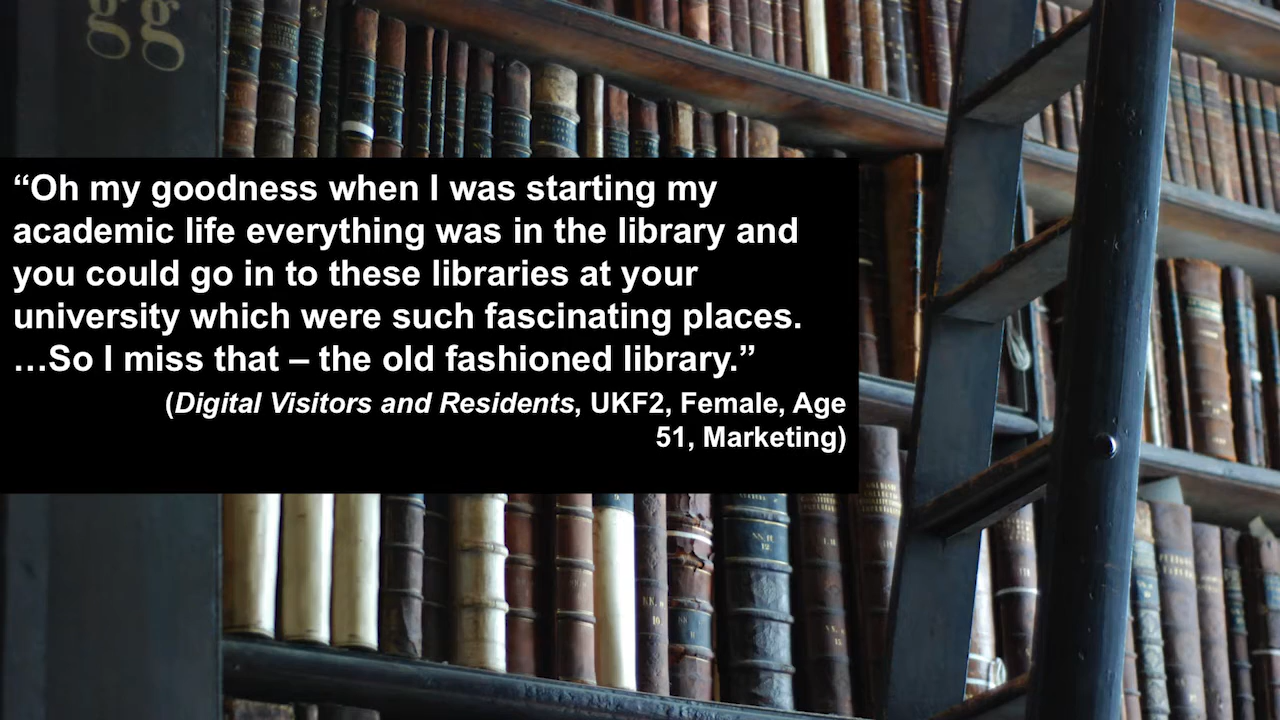 gg
“Oh my goodness when I was starting my
academic life everything was in the library and
you could go in to these libraries at your
university which were such fascinating places.
…So I miss that – the old fashioned library.”
(Digital Visitors and Residents, UKF2, Female, Age
51, Marketing)